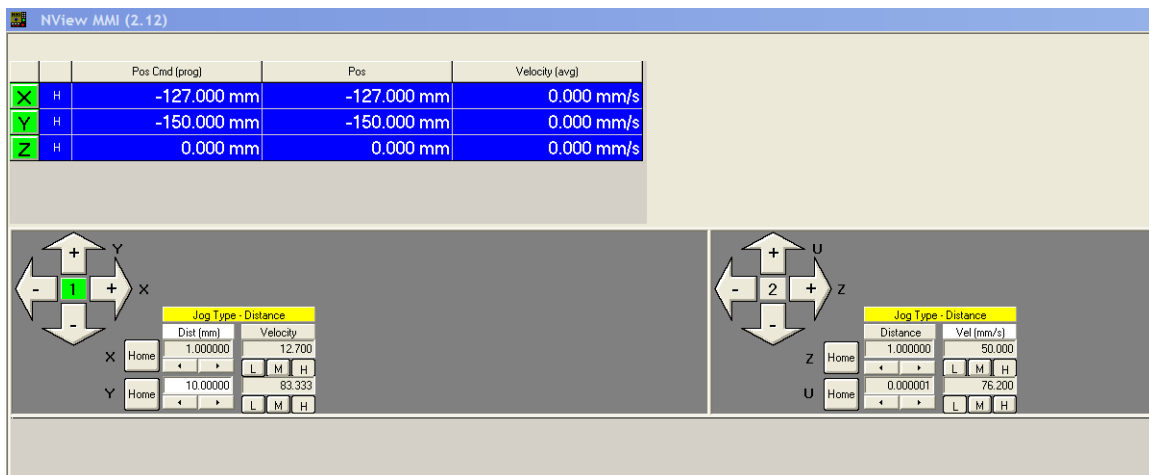 NView MMI (2.12)
Pos Cmd (prog) Pos Velocity (avg)
X H -127.000 mm -127.000 mm 0.000 mm/s
Y H -150.000 mm -150.000 mm 0.000 mm/s
Z H 0.000 mm 0.000 mm 0.000 mm/s
+ Y
- 1 + X
-
Jog Type - Distance
Dist (mm) Velocity
X Home 1.000000 12.700
L M H
Y Home 10.00000 83.333
L M H
+ U
- 2 + Z
-
Jog Type - Distance
Distance Vel (mm/s)
Z Home 1.000000 50.000
L M H
U Home 0.000001 76.200
L M H